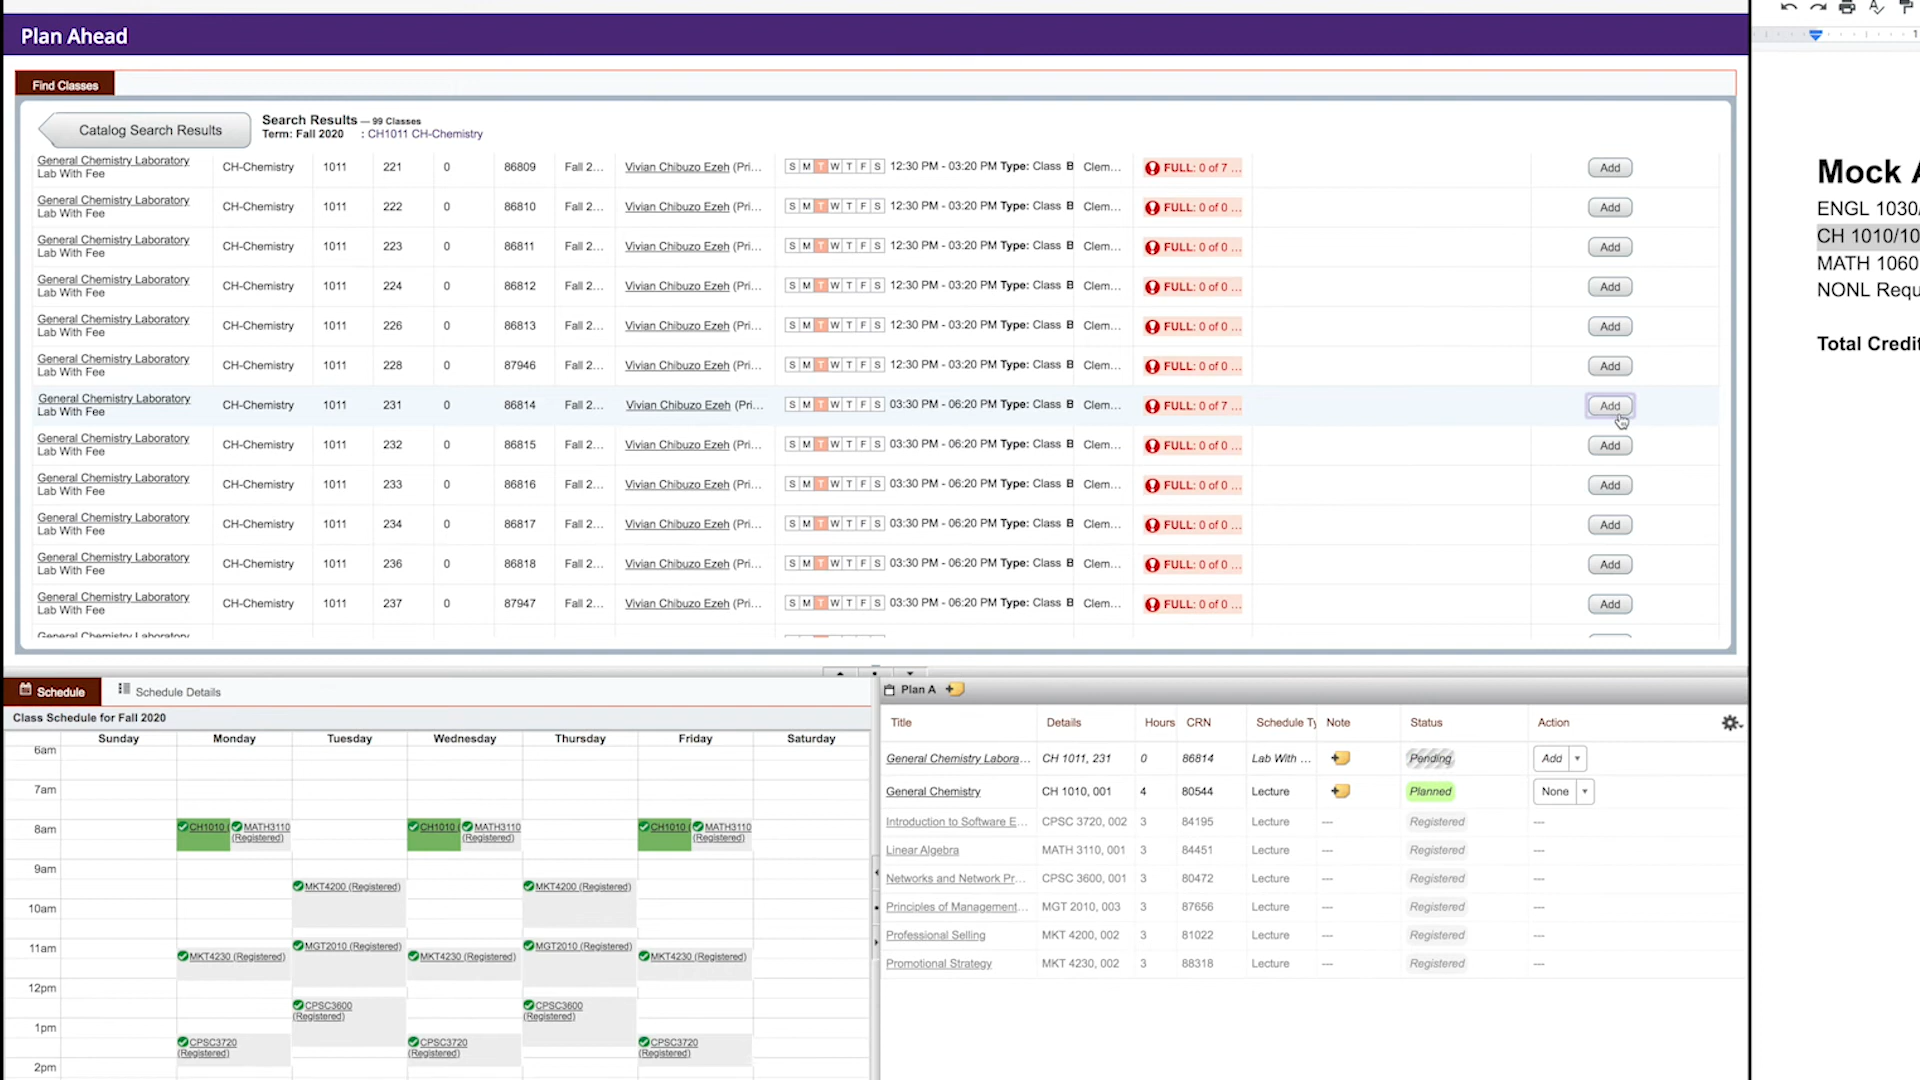 Plan Ahead
Find Classes
Catalog Search Results
Search Results — 99 Classes
Term: Fall 2020 : CH1011 CH-Chemistry
General Chemistry Laboratory Lab With Fee CH-Chemistry 1011 221 0 86809 Fall 2... Vivian Chibuzo Ezeh (Pri... S M T W T F S 12:30 PM - 03:20 PM Type: Class B Clem... FULL: 0 of 7 ... Add
General Chemistry Laboratory Lab With Fee CH-Chemistry 1011 222 0 86810 Fall 2... Vivian Chibuzo Ezeh (Pri... S M T W T F S 12:30 PM - 03:20 PM Type: Class B Clem... FULL: 0 of 0 ... Add
General Chemistry Laboratory Lab With Fee CH-Chemistry 1011 223 0 86811 Fall 2... Vivian Chibuzo Ezeh (Pri... S M T W T F S 12:30 PM - 03:20 PM Type: Class B Clem... FULL: 0 of 0 ... Add
General Chemistry Laboratory Lab With Fee CH-Chemistry 1011 224 0 86812 Fall 2... Vivian Chibuzo Ezeh (Pri... S M T W T F S 12:30 PM - 03:20 PM Type: Class B Clem... FULL: 0 of 0 ... Add
General Chemistry Laboratory Lab With Fee CH-Chemistry 1011 226 0 86813 Fall 2... Vivian Chibuzo Ezeh (Pri... S M T W T F S 12:30 PM - 03:20 PM Type: Class B Clem... FULL: 0 of 0 ... Add
General Chemistry Laboratory Lab With Fee CH-Chemistry 1011 228 0 87946 Fall 2... Vivian Chibuzo Ezeh (Pri... S M T W T F S 12:30 PM - 03:20 PM Type: Class B Clem... FULL: 0 of 0 ... Add
General Chemistry Laboratory Lab With Fee CH-Chemistry 1011 231 0 86814 Fall 2... Vivian Chibuzo Ezeh (Pri... S M T W T F S 03:30 PM - 06:20 PM Type: Class B Clem... FULL: 0 of 7 ... Add
General Chemistry Laboratory Lab With Fee CH-Chemistry 1011 232 0 86815 Fall 2... Vivian Chibuzo Ezeh (Pri... S M T W T F S 03:30 PM - 06:20 PM Type: Class B Clem... FULL: 0 of 0 ... Add
General Chemistry Laboratory Lab With Fee CH-Chemistry 1011 233 0 86816 Fall 2... Vivian Chibuzo Ezeh (Pri... S M T W T F S 03:30 PM - 06:20 PM Type: Class B Clem... FULL: 0 of 0 ... Add
General Chemistry Laboratory Lab With Fee CH-Chemistry 1011 234 0 86817 Fall 2... Vivian Chibuzo Ezeh (Pri... S M T W T F S 03:30 PM - 06:20 PM Type: Class B Clem... FULL: 0 of 0 ... Add
General Chemistry Laboratory Lab With Fee CH-Chemistry 1011 236 0 86818 Fall 2... Vivian Chibuzo Ezeh (Pri... S M T W T F S 03:30 PM - 06:20 PM Type: Class B Clem... FULL: 0 of 0 ... Add
General Chemistry Laboratory Lab With Fee CH-Chemistry 1011 237 0 87947 Fall 2... Vivian Chibuzo Ezeh (Pri... S M T W T F S 03:30 PM - 06:20 PM Type: Class B Clem... FULL: 0 of 0 ... Add
General Chemistry Laboratory
Schedule Schedule Details
Class Schedule for Fall 2020
Sunday Monday Tuesday Wednesday Thursday Friday Saturday
6am
7am
8am CH1010 ( MATH3110 (Registered) CH1010 ( MATH3110 (Registered) CH1010 ( MATH3110 (Registered)
9am
MKT4200 (Registered) MKT4200 (Registered)
10am
11am MGT2010 (Registered) MGT2010 (Registered)
MKT4230 (Registered) MKT4230 (Registered) MKT4230 (Registered)
12pm
CPSC3600 (Registered) CPSC3600 (Registered)
1pm
CPSC3720 (Registered) CPSC3720 (Registered) CPSC3720 (Registered)
2pm
Plan A
Title Details Hours CRN Schedule Ty Note Status Action
General Chemistry Labora... CH 1011, 231 0 86814 Lab With ... Pending Add
General Chemistry CH 1010, 001 4 80544 Lecture Planned None
Introduction to Software E... CPSC 3720, 002 3 84195 Lecture --- Registered ---
Linear Algebra MATH 3110, 001 3 84451 Lecture --- Registered ---
Networks and Network Pr... CPSC 3600, 001 3 80472 Lecture --- Registered ---
Principles of Management... MGT 2010, 003 3 87656 Lecture --- Registered ---
Professional Selling MKT 4200, 002 3 81022 Lecture --- Registered ---
Promotional Strategy MKT 4230, 002 3 88318 Lecture --- Registered ---
1
Mock A
ENGL 1030/
CH 1010/10
MATH 1060
NONL Requ
Total Credit